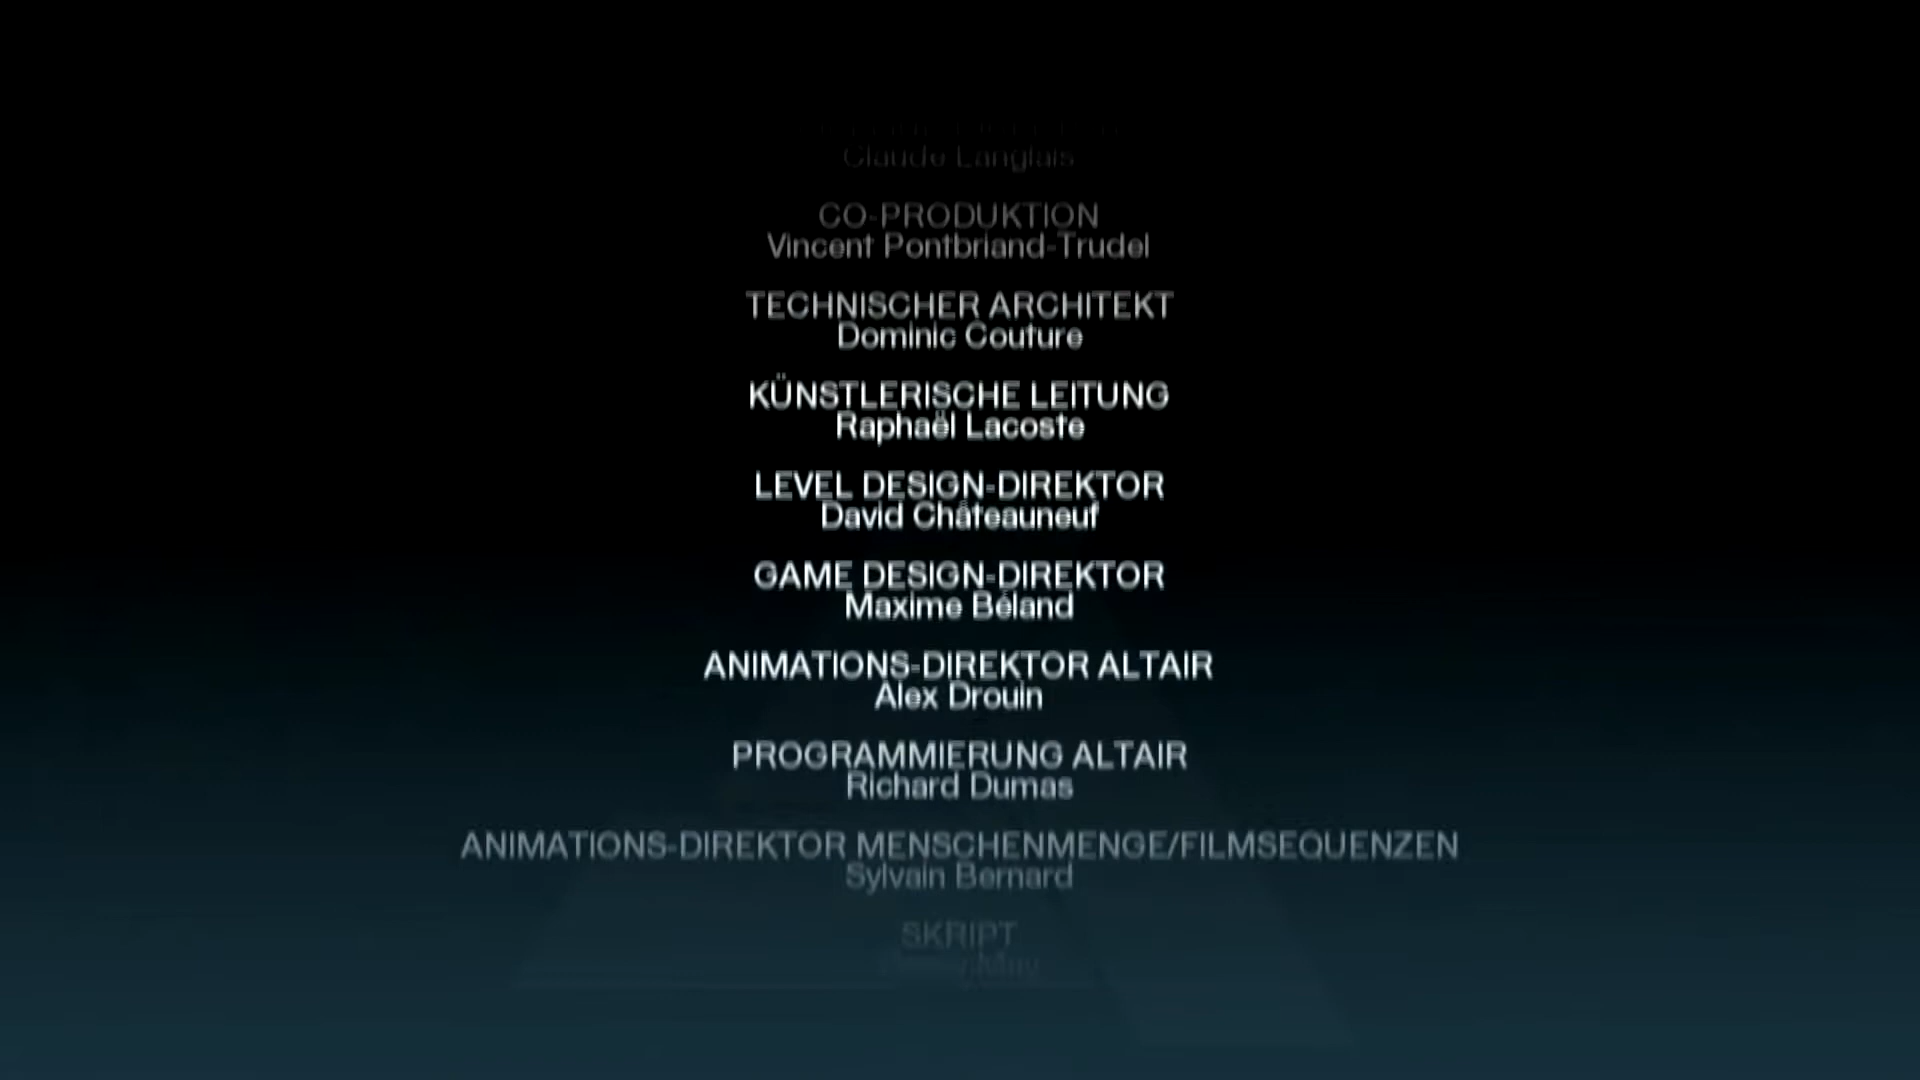 Claude Langlais
CO-PRODUKTION
Vincent Pontbriand-Trudel
TECHNISCHER ARCHITEKT
Dominic Couture
KÜNSTLERISCHE LEITUNG
Raphaël Lacoste
LEVEL DESIGN-DIREKTOR
David Châteauneuf
GAME DESIGN-DIREKTOR
Maxime Béland
ANIMATIONS-DIREKTOR ALTAIR
Alex Drouin
PROGRAMMIERUNG ALTAIR
Richard Dumas
ANIMATIONS-DIREKTOR MENSCHENMENGE/FILMSEQUENZEN
Sylvain Bernard
SKRIPT